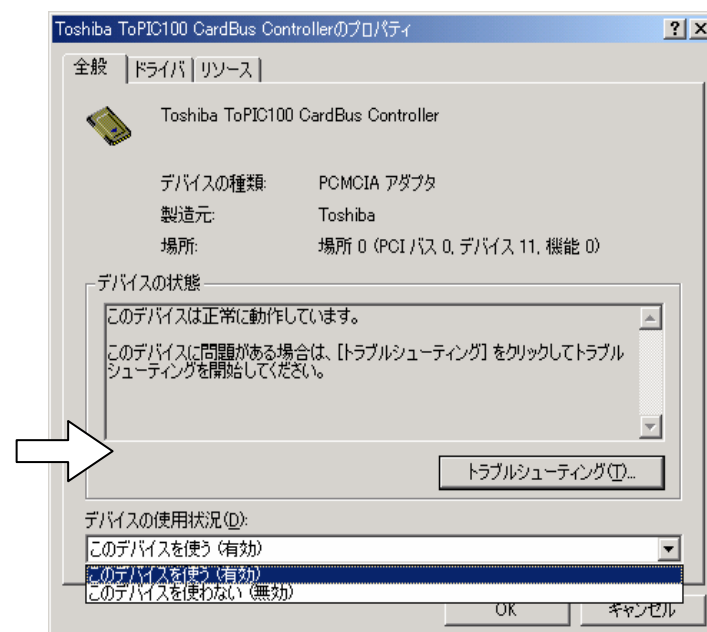 Toshiba ToPIC100 CardBus Controllerのプロパティ
全般 ドライバ リソース
Toshiba ToPIC100 CardBus Controller
デバイスの種類: PCMCIA アダプタ
製造元: Toshiba
場所: 場所 0 (PCI バス 0, デバイス 11, 機能 0)
デバイスの状態
このデバイスは正常に動作しています。
このデバイスに問題がある場合は、[トラブルシューティング] をクリックしてトラブル
シューティングを開始してください。
トラブルシューティング(T)...
デバイスの使用状況(D):
このデバイスを使う (有効)
このデバイスを使う (有効)
このデバイスを使わない (無効)
OK キャンセル